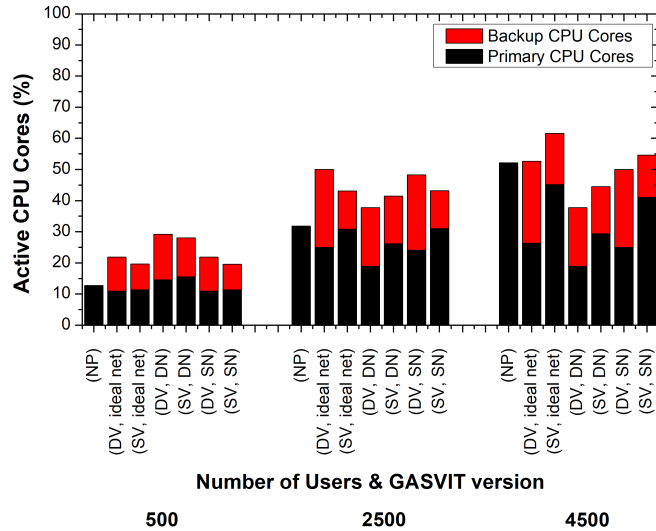 Active CPU Cores (%)
100
90
80
70
60
50
40
30
20
10
0
Backup CPU Cores
Primary CPU Cores
(NP)
(DV, ideal net)
(SV, ideal net)
(DV, DN)
(SV, DN)
(DV, SN)
(SV, SN)
(NP)
(DV, ideal net)
(SV, ideal net)
(DV, DN)
(SV, DN)
(DV, SN)
(SV, SN)
(NP)
(DV, ideal net)
(SV, ideal net)
(DV, DN)
(SV, DN)
(DV, SN)
(SV, SN)
Number of Users & GASVIT version
500 2500 4500